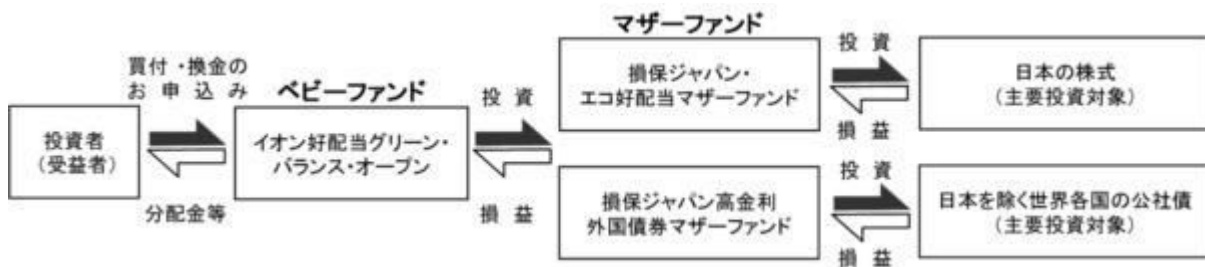 買付・換金の
お申込み
投資者
(受益者)
分配金等
ベビーファンド
イオン好配当グリーン・
バランス・オープン
投資
損益
マザーファンド
損保ジャパン・
エコ好配当マザーファンド
投資
損益
日本の株式
(主要投資対象)
損保ジャパン高金利
外国債券マザーファンド
投資
損益
日本を除く世界各国の公社債
(主要投資対象)